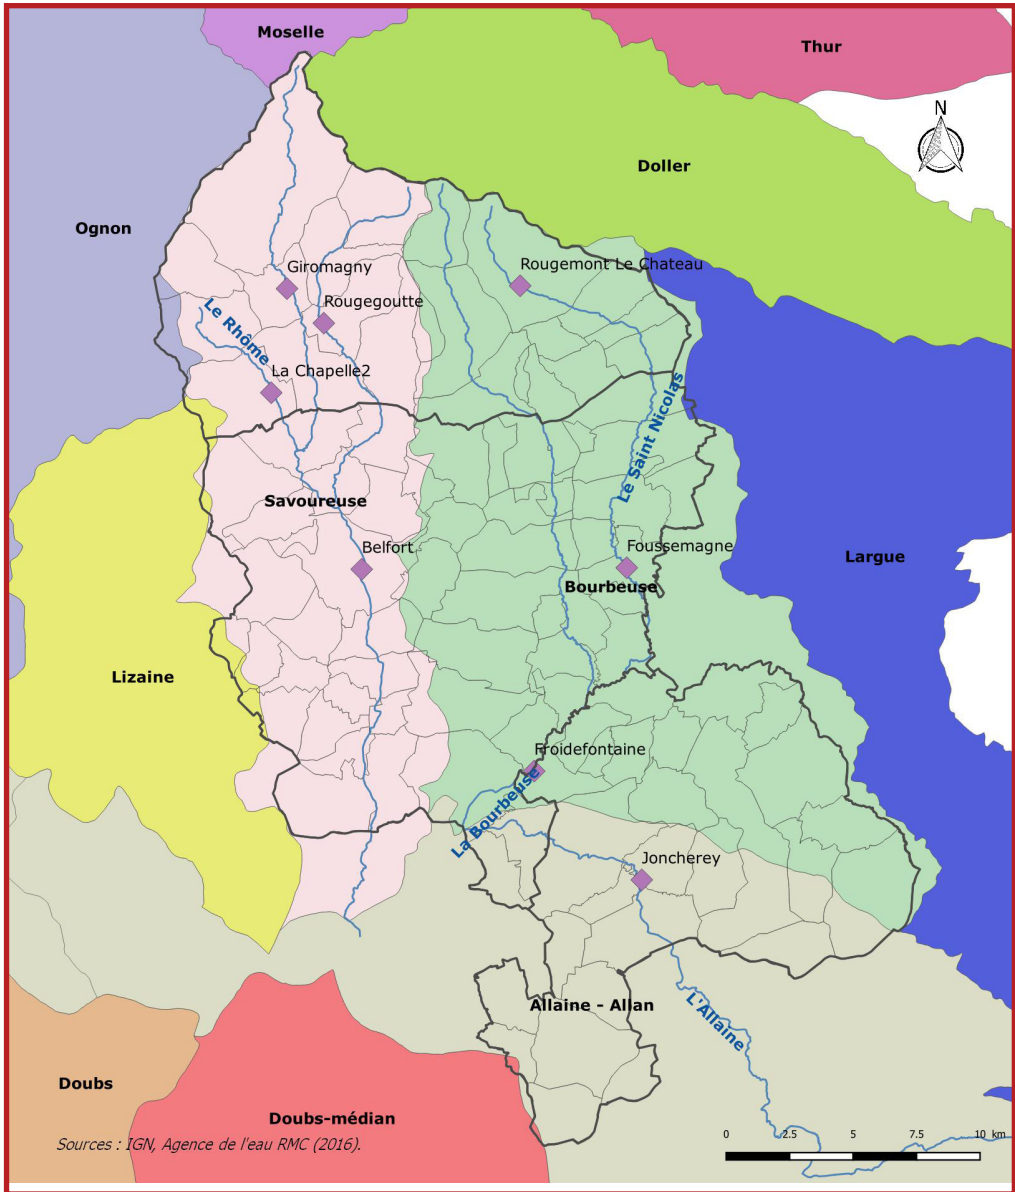 Moselle
Thur
N
Doller
Ognon
Giromagny
Rougemont Le Chateau
Rougegoutte
Le Rhôme
La Chapelle2
Le Saint Nicolas
Savoureuse
Belfort
Foussemagne
Largue
Bourbeuse
Lizaine
Froidefontaine
La Bourbeuse
Joncherey
Allaine - Allan
L'Allaine
Doubs
Doubs-médian
Sources : IGN, Agence de l'eau RMC (2016).
0 2.5 5 7.5 10 km